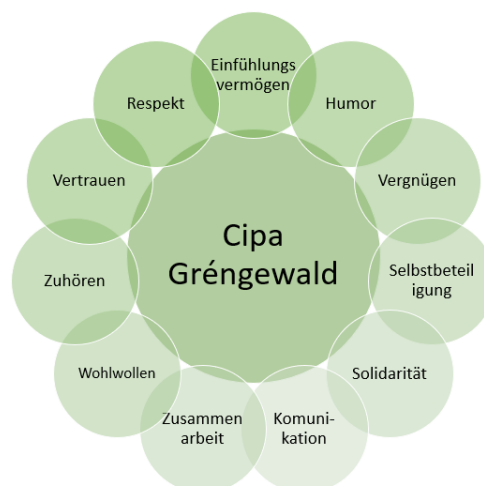 Einfühlungs
vermögen
Humor
Vergnügen
Selbstbeteil
igung
Solidarität
Komuni-
kation
Zusammen
arbeit
Wohlwollen
Zuhören
Vertrauen
Respekt
Cipa
Gréngewald